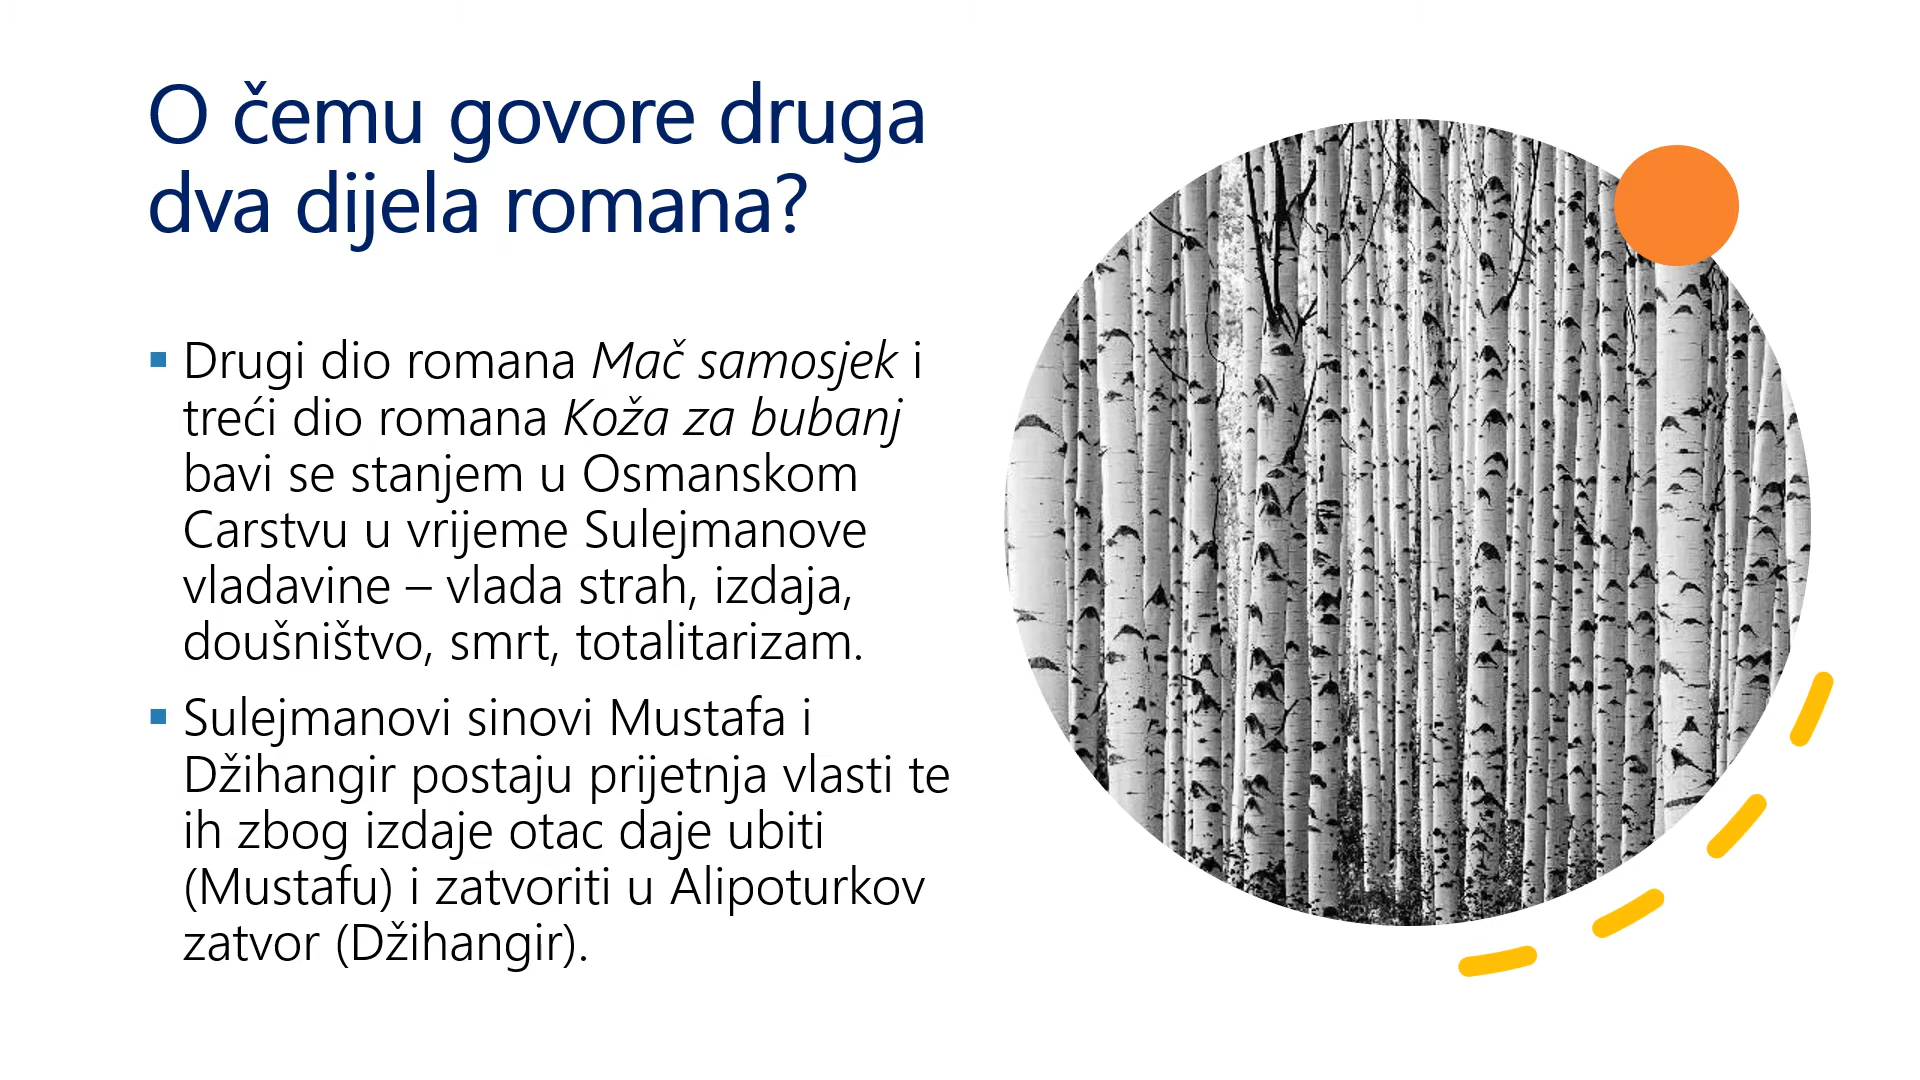 O čemu govore druga
dva dijela romana?
▪ Drugi dio romana Mač samosjek i
treći dio romana Koža za bubanj
bavi se stanjem u Osmanskom
Carstvu u vrijeme Sulejmanove
vladavine – vlada strah, izdaja,
doušništvo, smrt, totalitarizam.
▪ Sulejmanovi sinovi Mustafa i
Džihangir postaju prijetnja vlasti te
ih zbog izdaje otac daje ubiti
(Mustafu) i zatvoriti u Alipoturkov
zatvor (Džihangir).